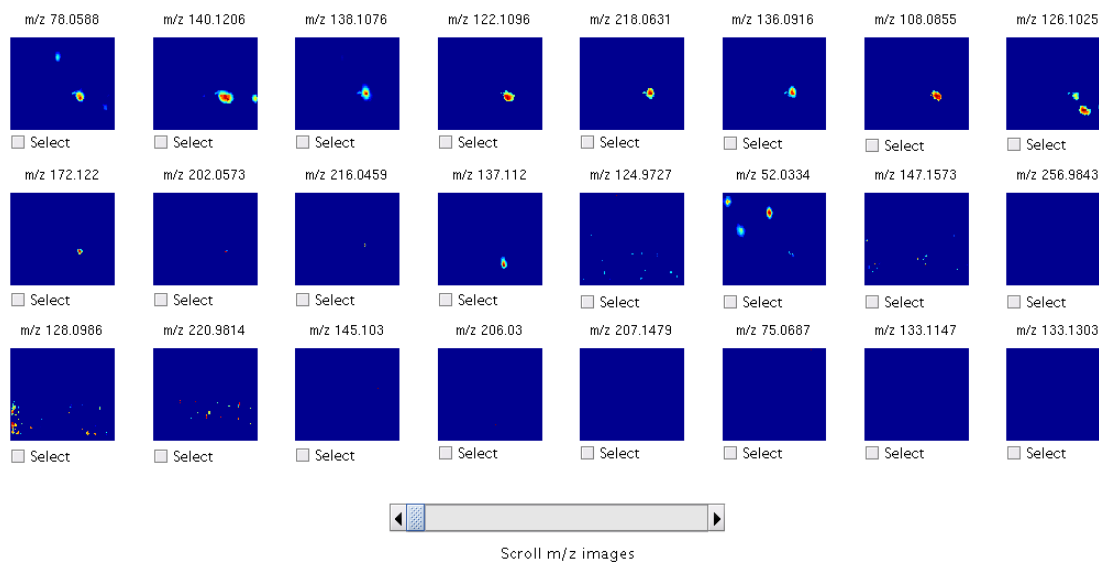 m/z 78.0588 m/z 140.1206 m/z 138.1076 m/z 122.1096 m/z 218.0631 m/z 136.0916 m/z 108.0855 m/z 126.1025
Select Select Select Select Select Select Select Select
m/z 172.122 m/z 202.0573 m/z 216.0459 m/z 137.112 m/z 124.9727 m/z 52.0334 m/z 147.1573 m/z 256.9843
Select Select Select Select Select Select Select Select
m/z 128.0986 m/z 220.9814 m/z 145.103 m/z 206.03 m/z 207.1479 m/z 75.0687 m/z 133.1147 m/z 133.1303
Select Select Select Select Select Select Select Select
Scroll m/z images